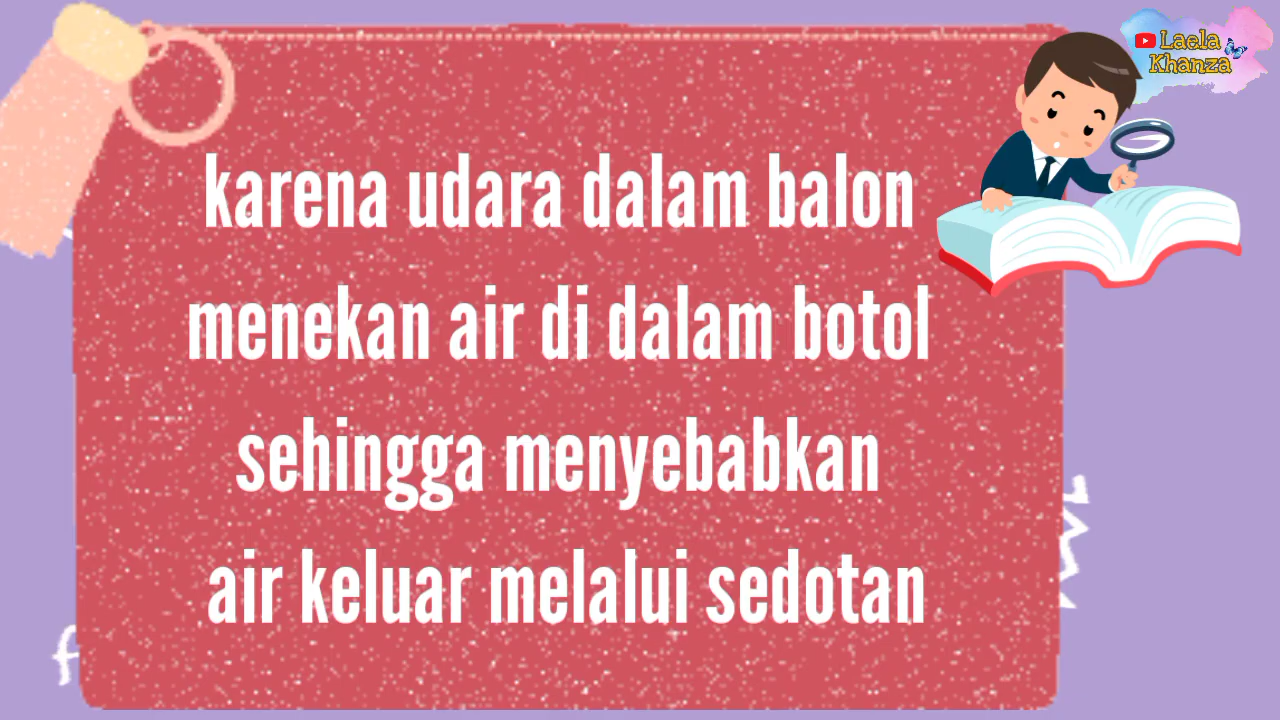 Laela
Khanza
karena udara dalam balon
menekan air di dalam botol
sehingga menyebabkan
air keluar melalui sedotan